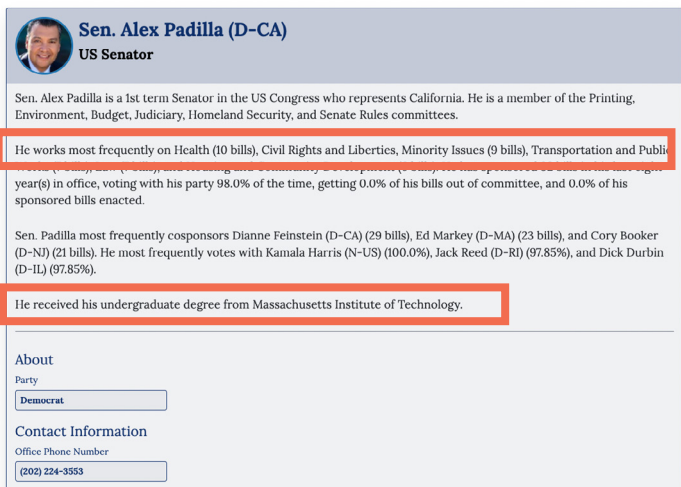 Sen. Alex Padilla (D-CA)
US Senator
Sen. Alex Padilla is a 1st term Senator in the US Congress who represents California. He is a member of the Printing,
Environment, Budget, Judiciary, Homeland Security, and Senate Rules committees.
He works most frequently on Health (10 bills), Civil Rights and Liberties, Minority Issues (9 bills), Transportation and Public
year(s) in office, voting with his party 98.0% of the time, getting 0.0% of his bills out of committee, and 0.0% of his
sponsored bills enacted.
Sen. Padilla most frequently cosponsors Dianne Feinstein (D-CA) (29 bills), Ed Markey (D-MA) (23 bills), and Cory Booker
(D-NJ) (21 bills). He most frequently votes with Kamala Harris (N-US) (100.0%), Jack Reed (D-RI) (97.85%), and Dick Durbin
(D-IL) (97.85%).
He received his undergraduate degree from Massachusetts Institute of Technology.
About
Party
Democrat
Contact Information
Office Phone Number
(202) 224-3553